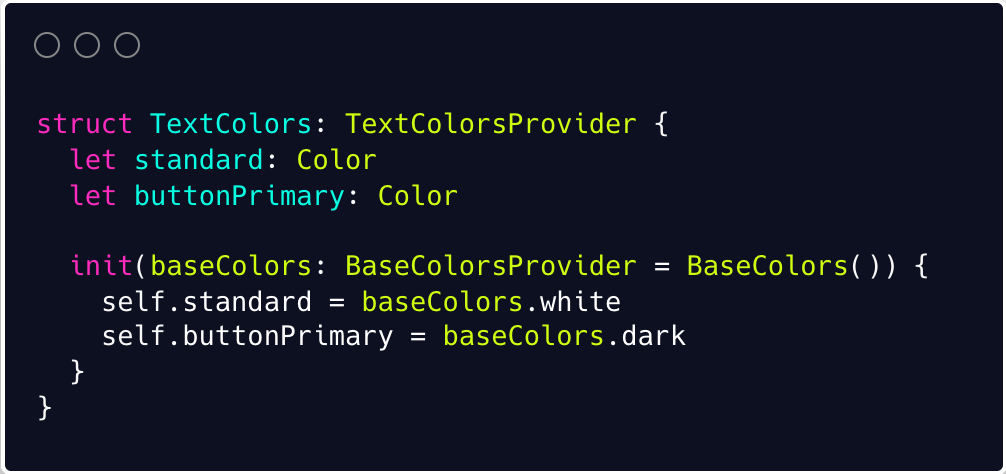 struct TextColors: TextColorsProvider {
  let standard: Color
  let buttonPrimary: Color

  init(baseColors: BaseColorsProvider = BaseColors()) {
    self.standard = baseColors.white
    self.buttonPrimary = baseColors.dark
  }
}